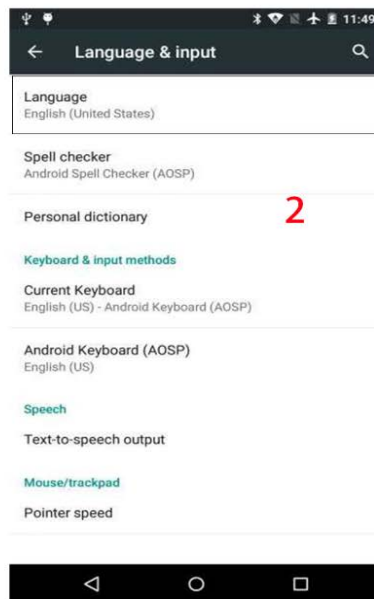 11:49
Language & input
Language
English (United States)
Spell checker
Android Spell Checker (AOSP)
Personal dictionary
2
Keyboard & input methods
Current Keyboard
English (US) - Android Keyboard (AOSP)
Android Keyboard (AOSP)
English (US)
Speech
Text-to-speech output
Mouse/trackpad
Pointer speed